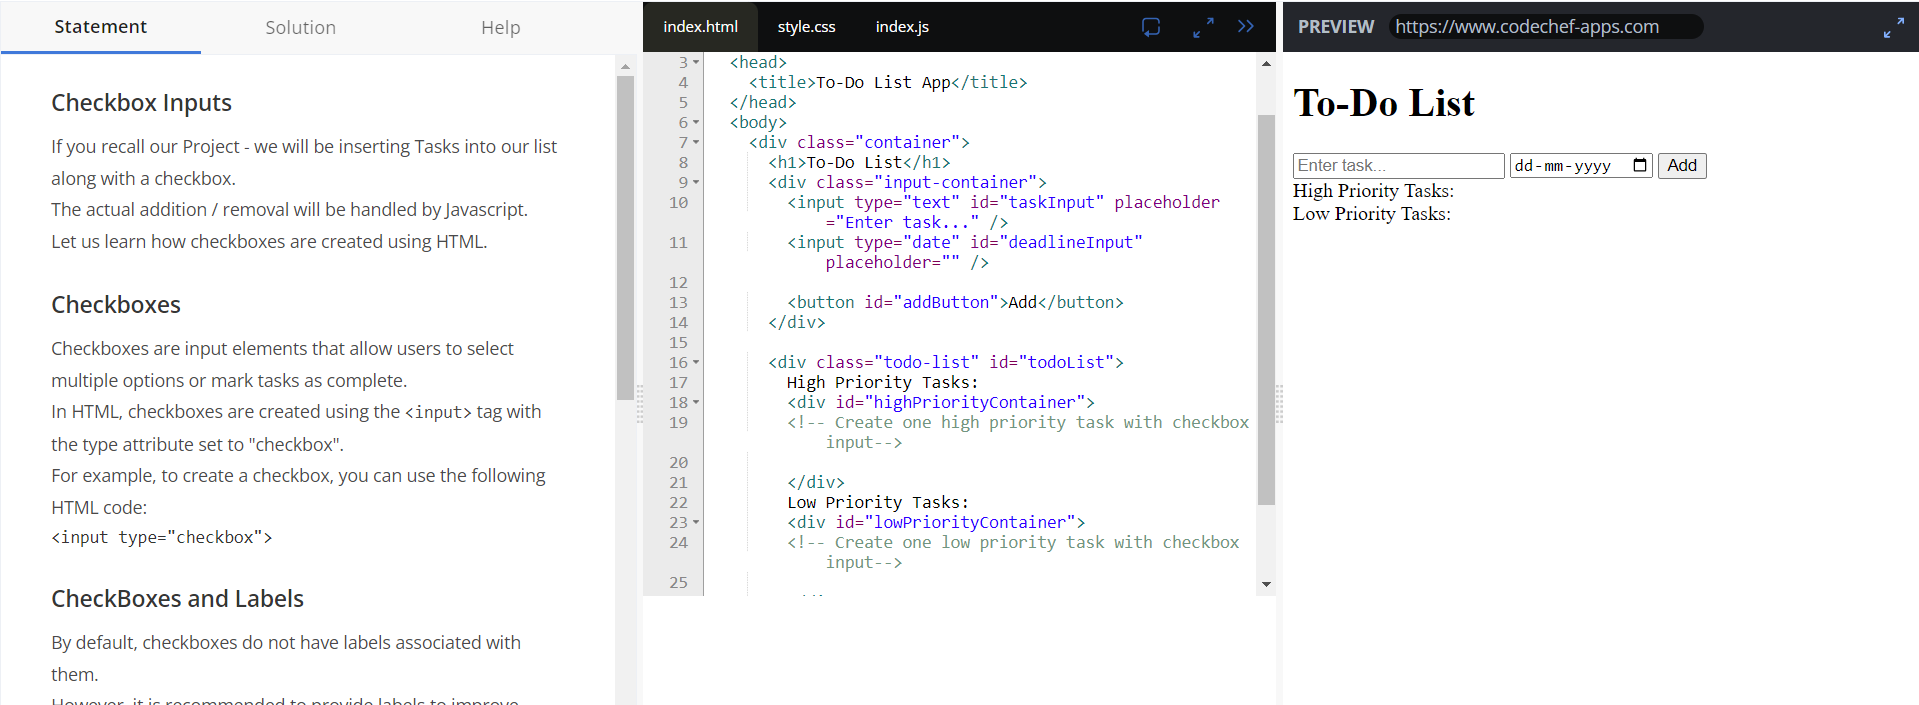 Statement
Solution
Help
Checkbox Inputs
If you recall our Project - we will be inserting Tasks into our list
along with a checkbox.
The actual addition / removal will be handled by Javascript.
Let us learn how checkboxes are created using HTML.
Checkboxes
Checkboxes are input elements that allow users to select
multiple options or mark tasks as complete.
In HTML, checkboxes are created using the <input> tag with
the type attribute set to "checkbox".
For example, to create a checkbox, you can use the following
HTML code:
<input type="checkbox">
CheckBoxes and Labels
By default, checkboxes do not have labels associated with
them.
However, it is recommended to provide labels to improve
index.html
style.css
index.js
3 <head>
4 <title>To-Do List App</title>
5 </head>
6 <body>
7 <div class="container">
8 <h1>To-Do List</h1>
9 <div class="input-container">
10 <input type="text" id="taskInput" placeholder
="Enter task..." />
11 <input type="date" id="deadlineInput"
placeholder="" />
12
13 <button id="addButton">Add</button>
14 </div>
15
16 <div class="todo-list" id="todoList">
17 High Priority Tasks:
18 <div id="highPriorityContainer">
19 <!-- Create one high priority task with checkbox
input-->
20
21 </div>
22 Low Priority Tasks:
23 <div id="lowPriorityContainer">
24 <!-- Create one low priority task with checkbox
input-->
25
PREVIEW
https://www.codechef-apps.com
To-Do List
Enter task...
dd-mm-yyyy
Add
High Priority Tasks:
Low Priority Tasks: